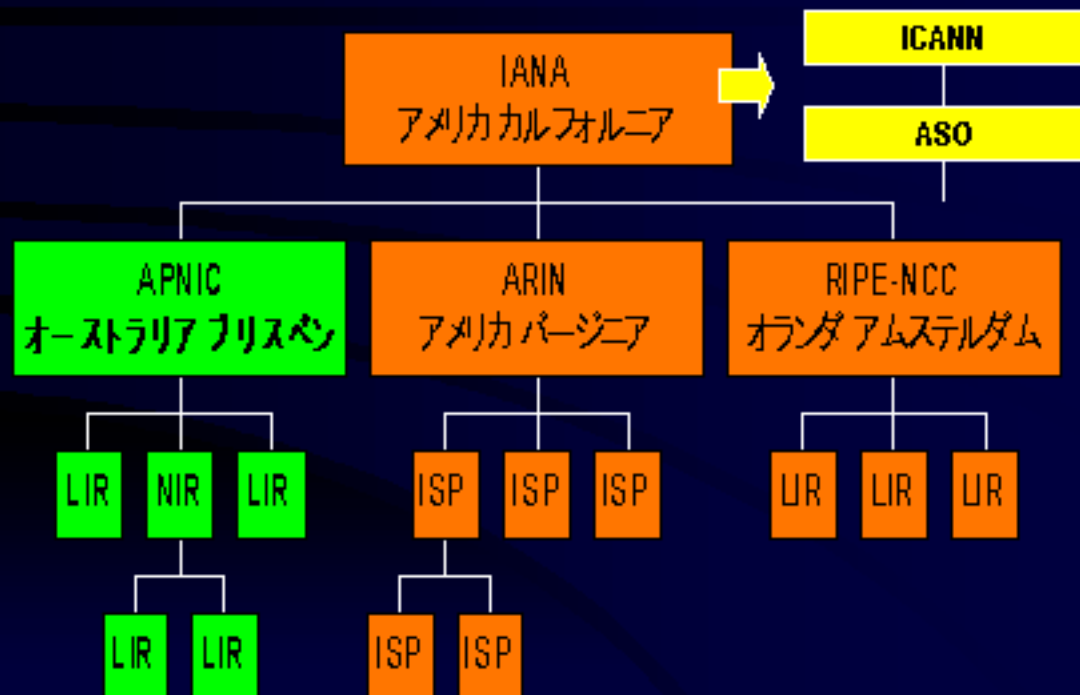 IANA
アメリカ カルフォルニア
ICANN
ASO
APNIC
オーストラリア ブリスベン
ARIN
アメリカ バージニア
RIPE-NCC
オランダ アムステルダム
LIR
NIR
LIR
ISP
ISP
ISP
LIR
LIR
LIR
LIR
LIR
ISP
ISP